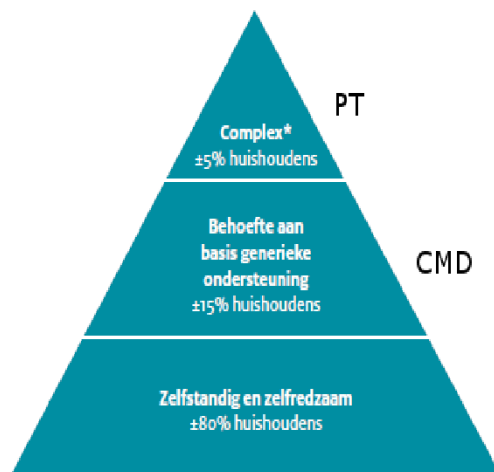 PT
Complex*
±5% huishoudens
Behoefte aan
basis generieke
ondersteuning
±15% huishoudens
CMD
Zelfstandig en zelfredzaam
±80% huishoudens